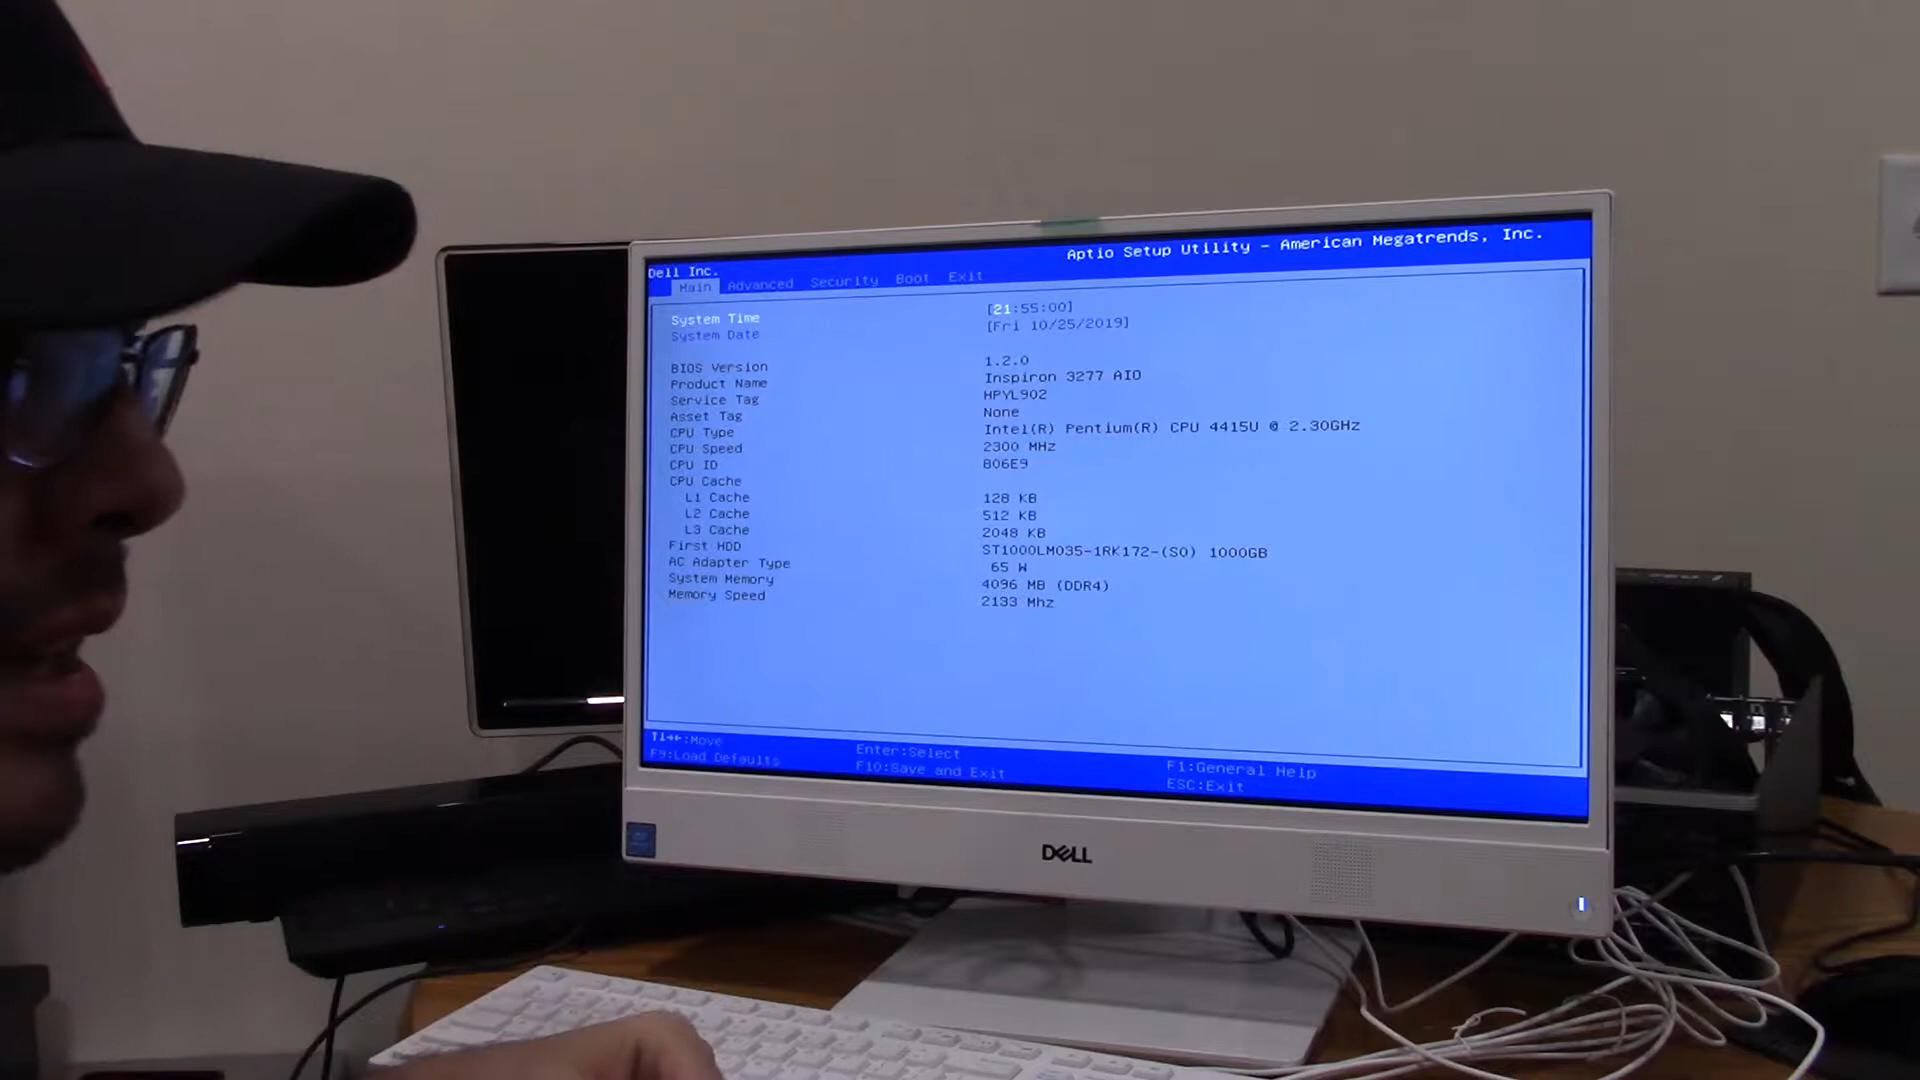 Aptio Setup Utility - American Megatrends, Inc.
Dell Inc.
Main Advanced Security Boot Exit
System Time [21:55:00]
System Date [Fri 10/25/2019]
BIOS Version 1.2.0
Product Name Inspiron 3277 AIO
Service Tag HPYL902
Asset Tag None
CPU Type Intel(R) Pentium(R) CPU 4415U @ 2.30GHz
CPU Speed 2300 MHz
CPU ID 806E9
CPU Cache
L1 Cache 128 KB
L2 Cache 512 KB
L3 Cache 2048 KB
First HDD ST1000LM035-1RK172-(S0) 1000GB
AC Adapter Type 65 W
System Memory 4096 MB (DDR4)
Memory Speed 2133 Mhz
↑↓→←:Move Enter:Select F1:General Help
F9:Load Defaults F10:Save and Exit ESC:Exit
DELL